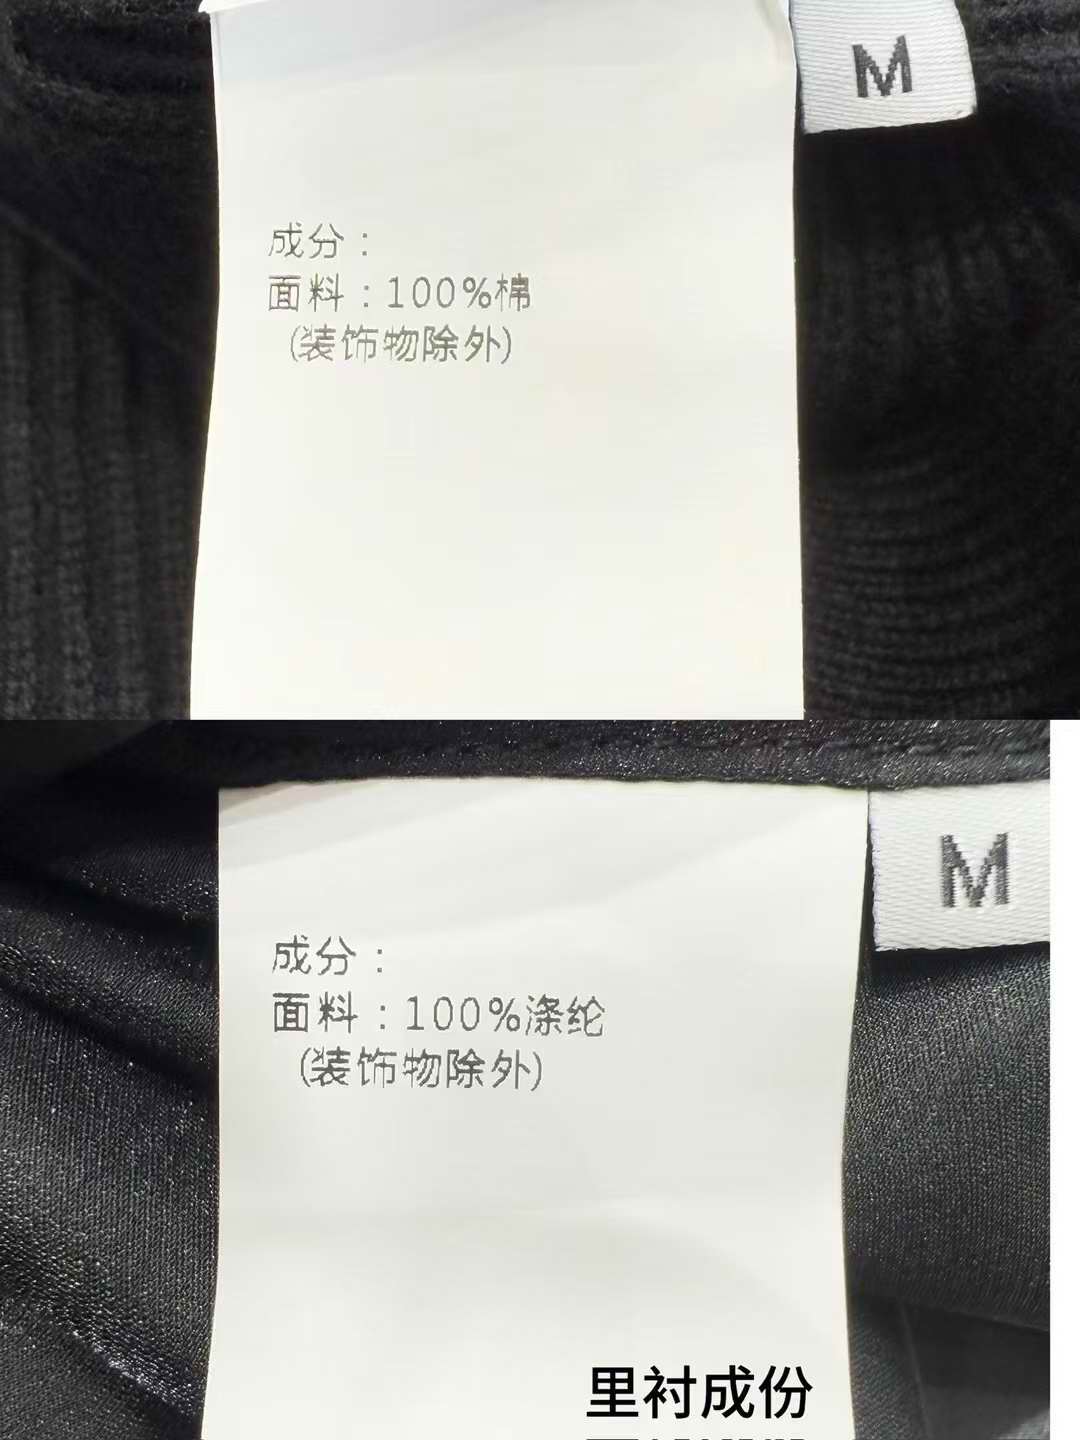 M
成分：
面料：100%棉
(装饰物除外)
M
成分：
面料：100%涤纶
(装饰物除外)
里衬成份